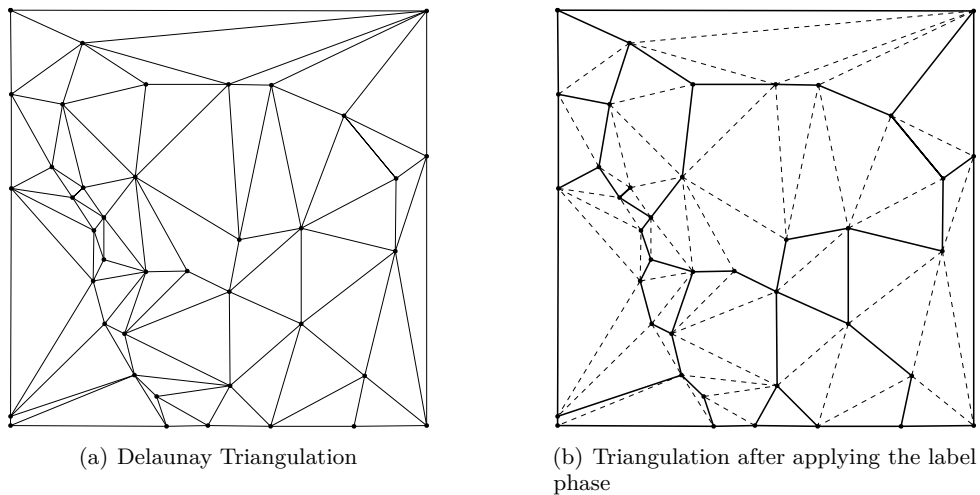 (a) Delaunay Triangulation
(b) Triangulation after applying the label
phase